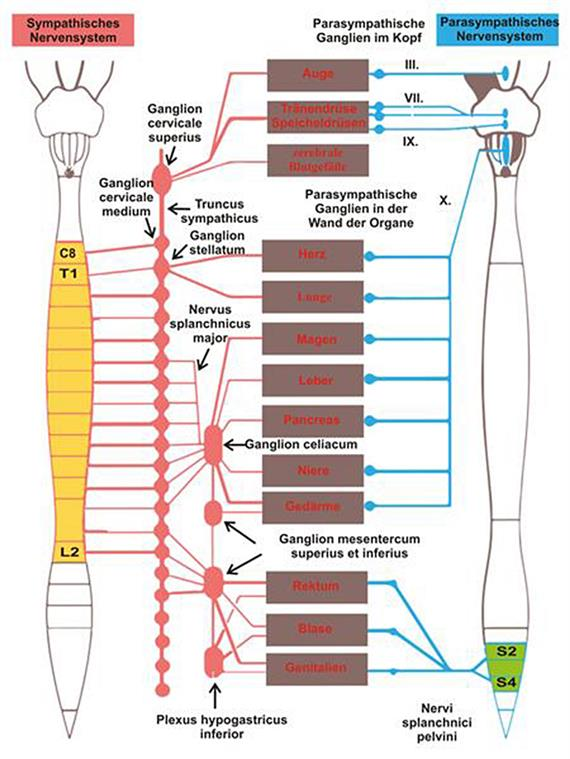 Sympathisches
Nervensystem
Parasympathische
Ganglien im Kopf
Parasympathisches
Nervensystem
Auge
III.
Tränendrüse
Speicheldrüsen
VII.
IX.
zerebrale
Blutgefäße
X.
Ganglion
cervicale
superius
Ganglion
cervicale
medium
Truncus
sympathicus
Ganglion
stellatum
Parasympathische
Ganglien in der
Wand der Organe
C8
T1
Herz
Lunge
Nervus
splanchnicus
major
Magen
Leber
Pancreas
Ganglion celiacum
Niere
Gedärme
Ganglion mesentercum
superius et inferius
L2
Rektum
Blase
Genitalien
S2
S4
Plexus hypogastricus
inferior
Nervi
splanchnici
pelvini